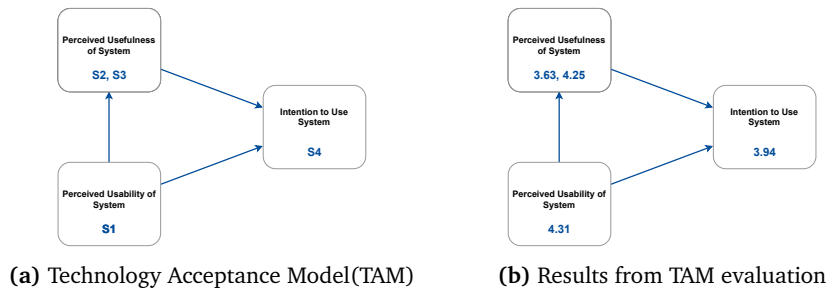 Perceived Usefulness
of System
S2, S3
Intention to Use
System
S4
Perceived Usability of
System
S1
(a) Technology Acceptance Model(TAM)
Perceived Usefulness
of System
3.63, 4.25
Intention to Use
System
3.94
Perceived Usability of
System
4.31
(b) Results from TAM evaluation